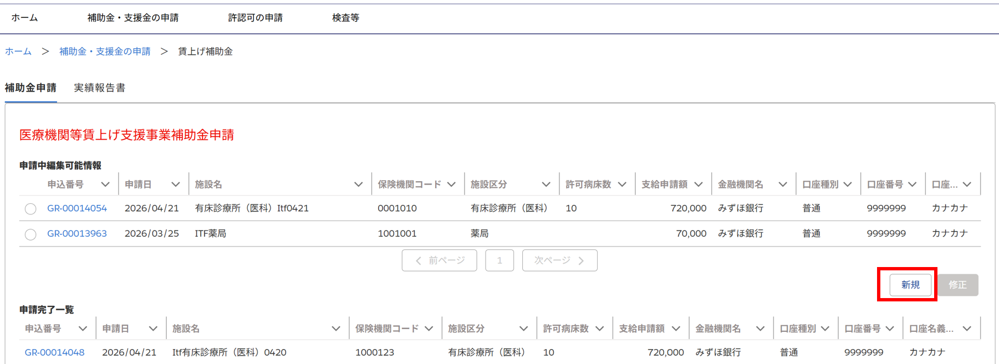 ホーム 補助金・支援金の申請 許認可の申請 検査等
ホーム > 補助金・支援金の申請 > 賃上げ補助金
補助金申請 実績報告書
医療機関等賃上げ支援事業補助金申請
申請中編集可能情報
申込番号 申請日 施設名 保険機関コード 施設区分 許可病床数 支給申請額 金融機関名 口座種別 口座番号 口座...
GR-00014054 2026/04/21 有床診療所（医科）Itf0421 0001010 有床診療所（医科） 10 720,000 みずほ銀行 普通 9999999 カナカナ
GR-00013963 2026/03/25 ITF薬局 1001001 薬局 70,000 みずほ銀行 普通 9999999 カナカナ
前ページ 1 次ページ
新規 修正
申請完了一覧
申込番号 申請日 施設名 保険機関コード 施設区分 許可病床数 支給申請額 金融機関名 口座種別 口座番号 口座名義...
GR-00014048 2026/04/21 Itf有床診療所（医科）0420 1000123 有床診療所（医科） 10 720,000 みずほ銀行 普通 9999999 カナカナ